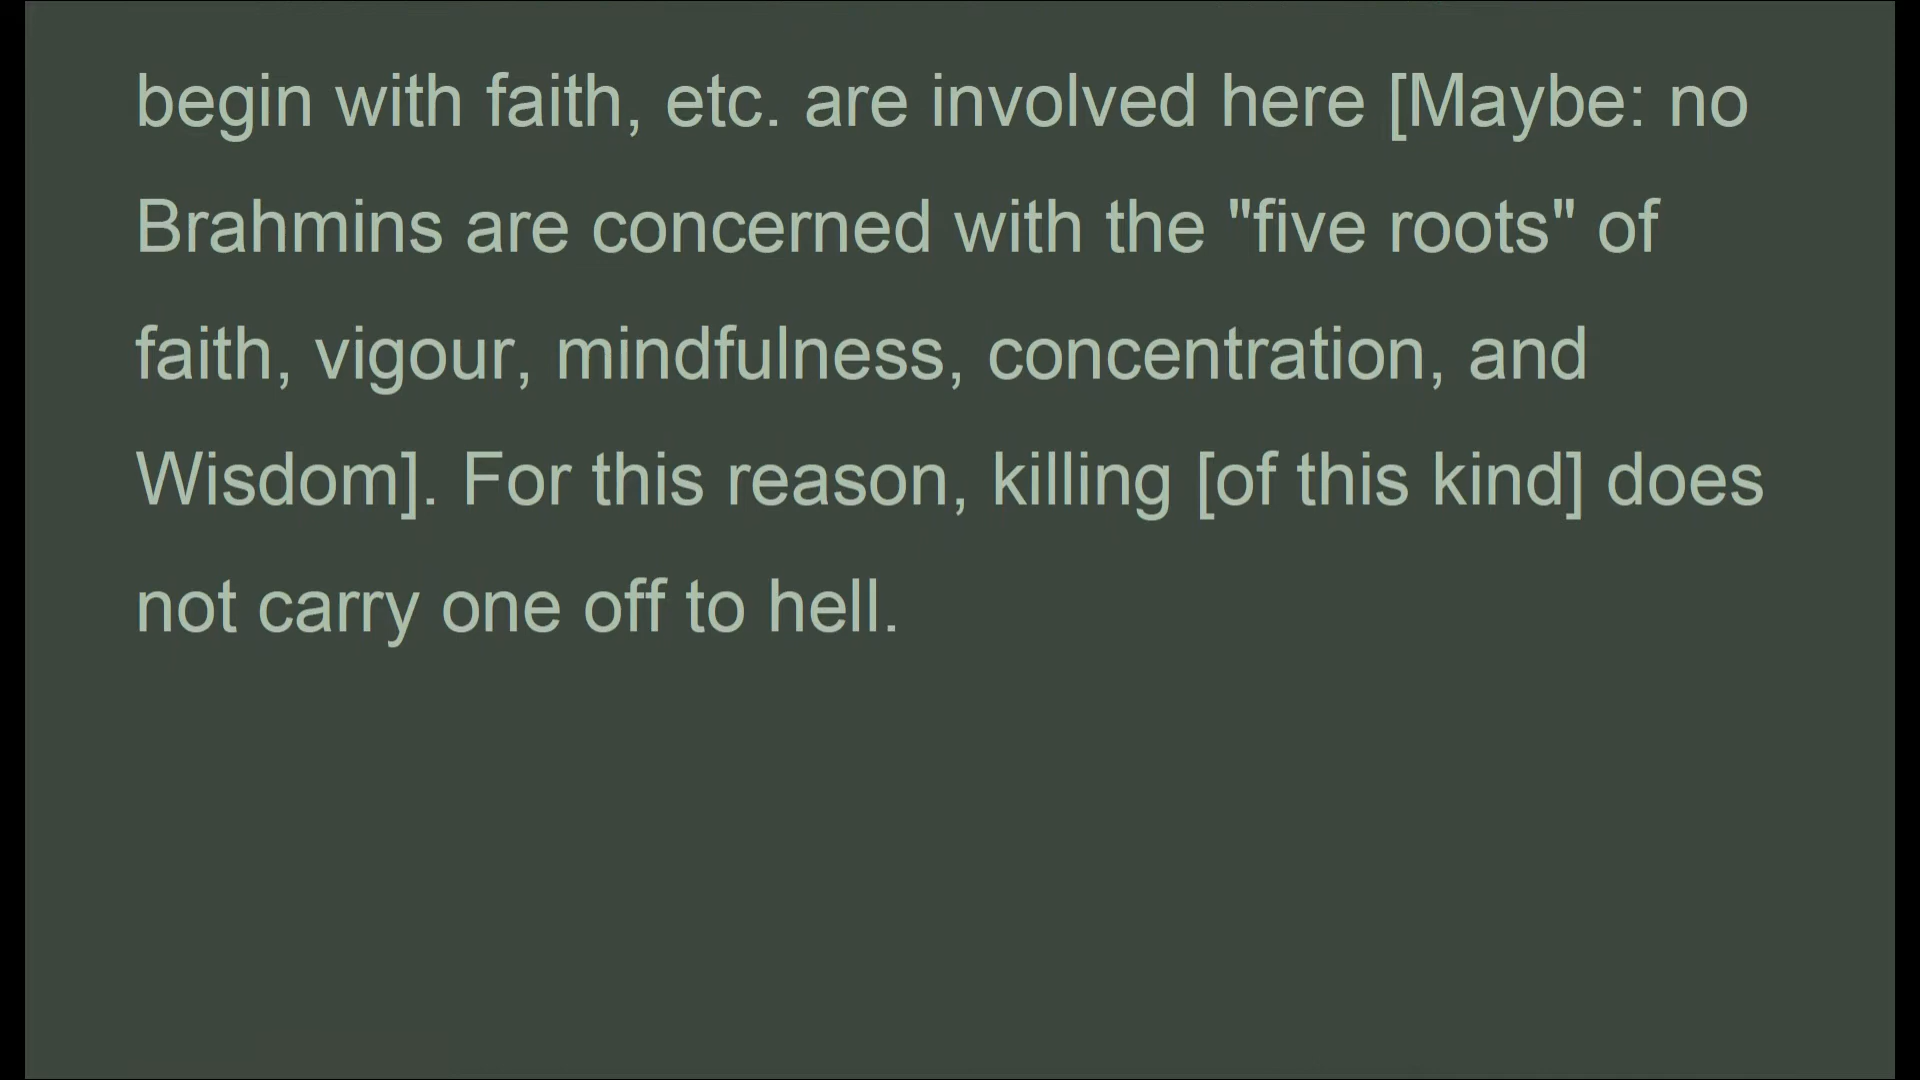 begin with faith, etc. are involved here [Maybe: no
Brahmins are concerned with the "five roots" of
faith, vigour, mindfulness, concentration, and
Wisdom]. For this reason, killing [of this kind] does
not carry one off to hell.